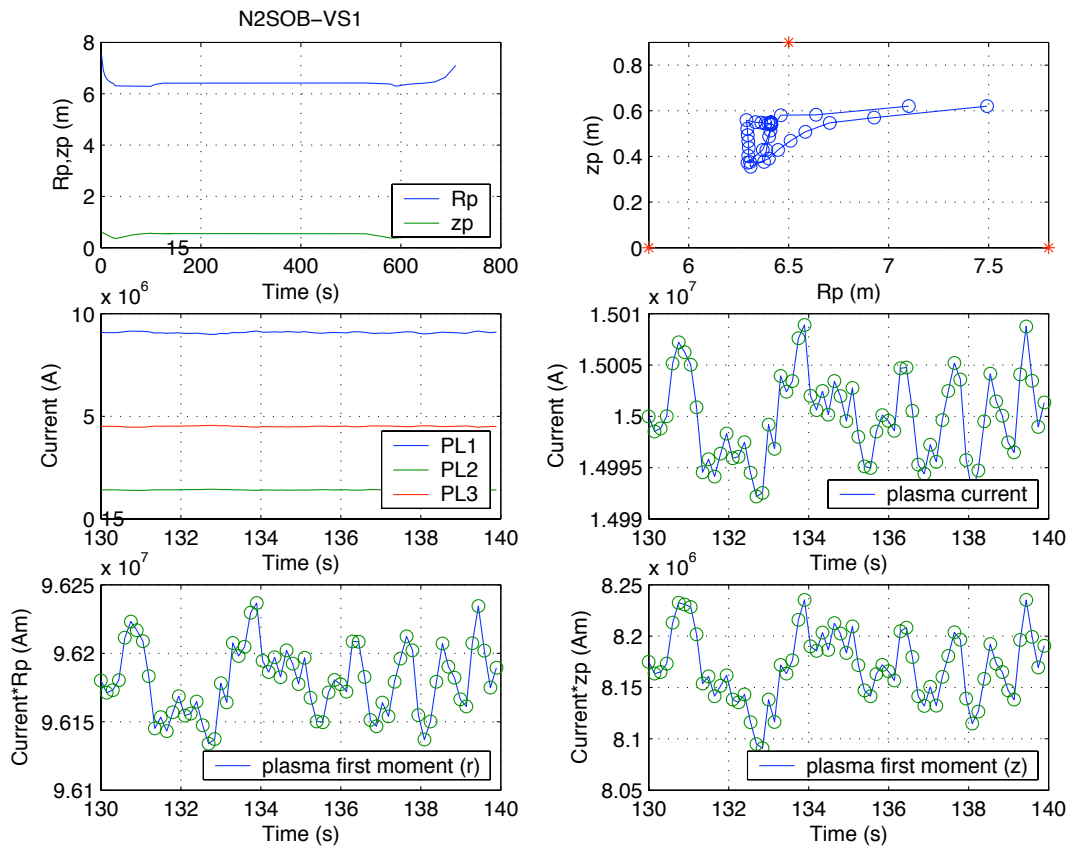 N2SOB−VS1
8
6
4
2
0
Rp,zp (m)
Rp
zp
15
0
200
400
600
800
Time (s)
0.8
0.6
0.4
0.2
0
zp (m)
6
6.5
7
7.5
Rp (m)
x 10^6
10
5
0
Current (A)
PL1
PL2
PL3
15
130
132
134
136
138
140
Time (s)
x 10^7
1.501
1.5005
1.50
1.4995
1.499
Current (A)
plasma current
130
132
134
136
138
140
Time (s)
x 10^7
9.625
9.62
9.615
9.61
Current*Rp (Am)
plasma first moment (r)
130
132
134
136
138
140
Time (s)
x 10^6
8.25
8.2
8.15
8.1
8.05
Current*zp (Am)
plasma first moment (z)
130
132
134
136
138
140
Time (s)